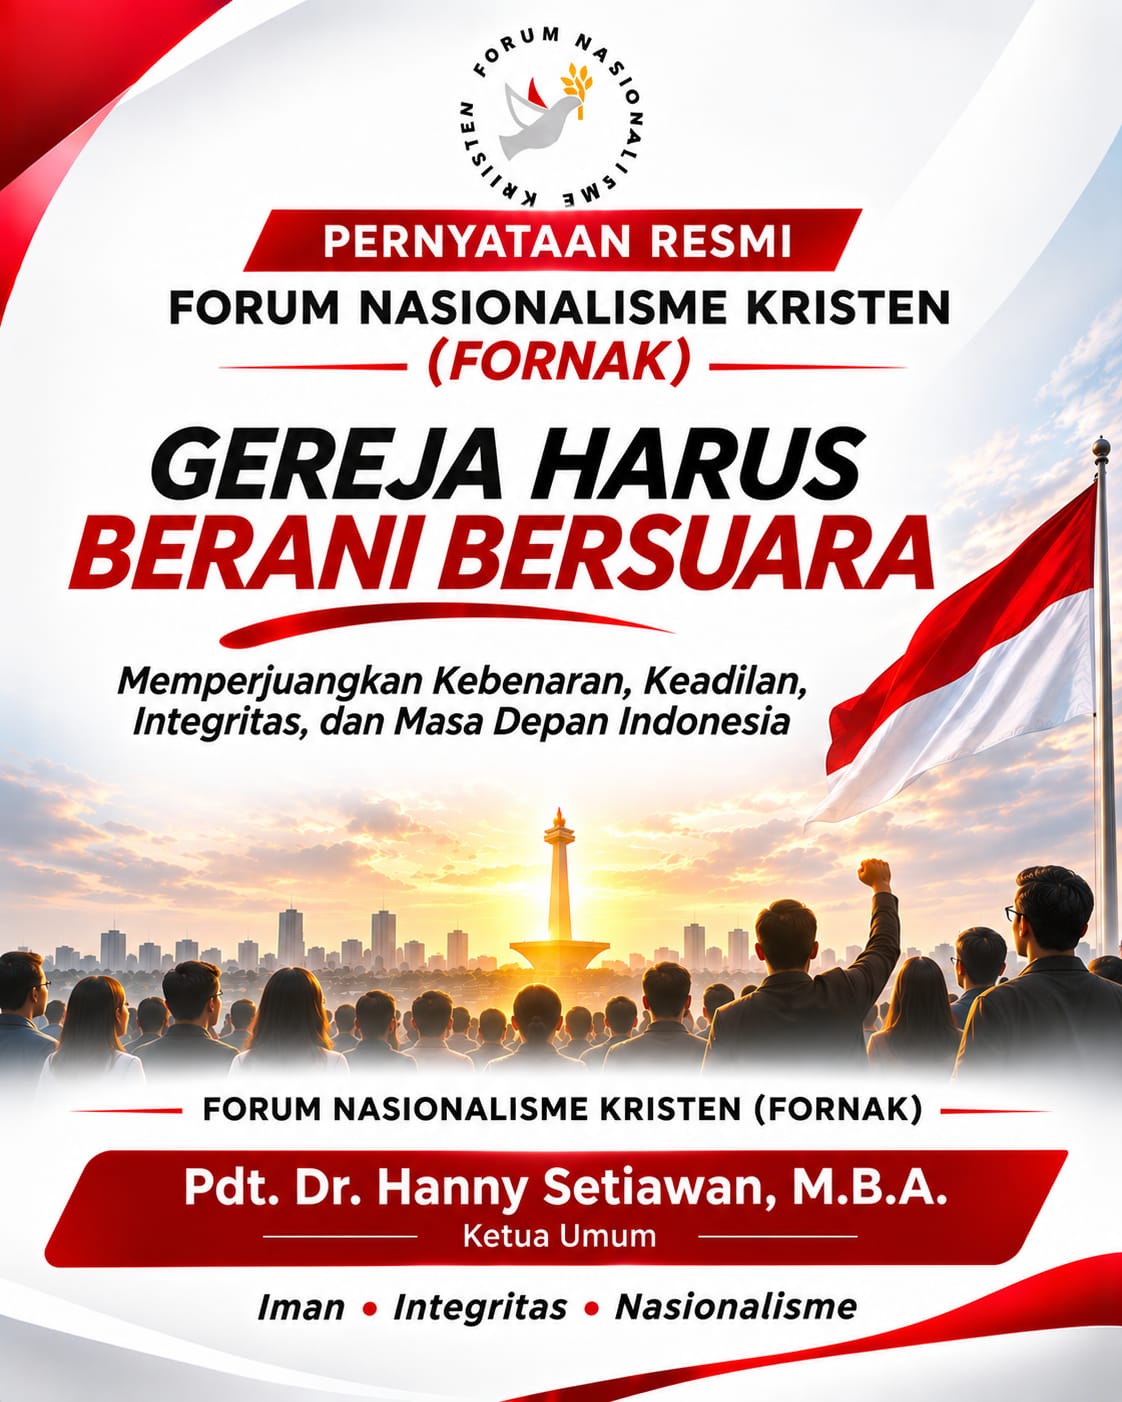 FORUM NASIONALISME KRIISTEN
PERNYATAAN RESMI
FORUM NASIONALISME KRISTEN
(FORNAK)
GEREJA HARUS
BERANI BERSUARA
Memperjuangkan Kebenaran, Keadilan,
Integritas, dan Masa Depan Indonesia
FORUM NASIONALISME KRISTEN (FORNAK)
Pdt. Dr. Hanny Setiawan, M.B.A.
Ketua Umum
Iman • Integritas • Nasionalisme